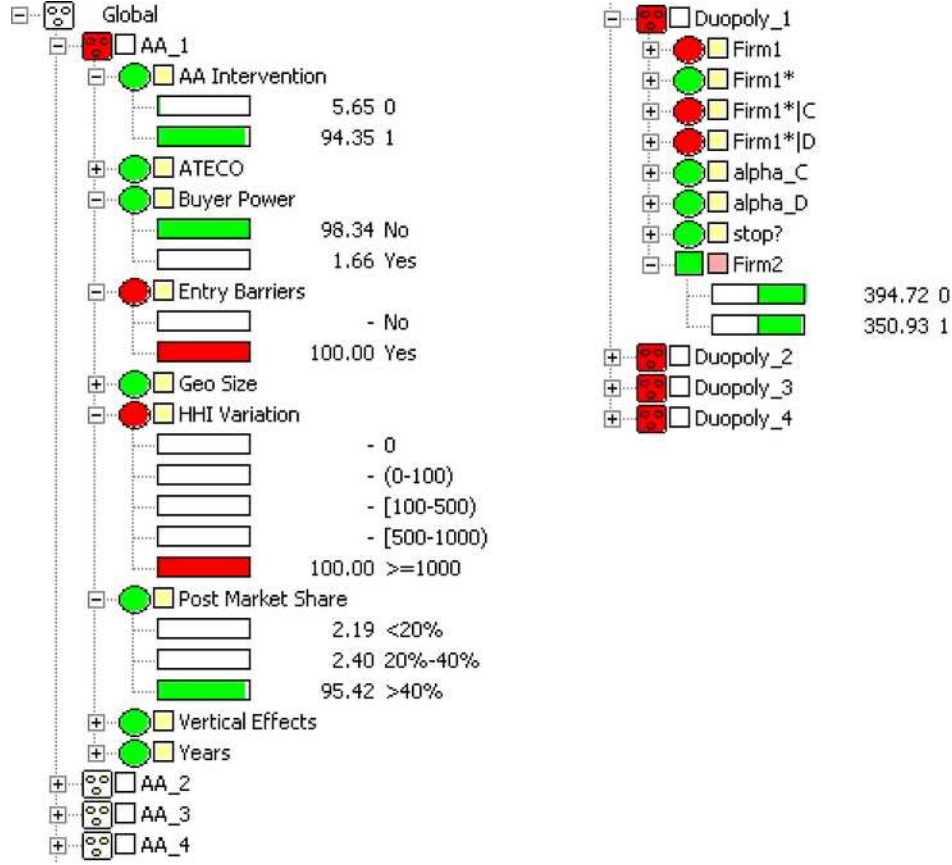 Global
AA_1
AA Intervention
5.65 0
94.35 1
ATECO
Buyer Power
98.34 No
1.66 Yes
Entry Barriers
- No
100.00 Yes
Geo Size
HHI Variation
- 0
- (0-100)
- [100-500)
- [500-1000)
100.00 >=1000
Post Market Share
2.19 <20%
2.40 20%-40%
95.42 >40%
Vertical Effects
Years
AA_2
AA_3
AA_4
Duopoly_1
Firm1
Firm1*
Firm1*|C
Firm1*|D
alpha_C
alpha_D
stop?
Firm2
394.72 0
350.93 1
Duopoly_2
Duopoly_3
Duopoly_4